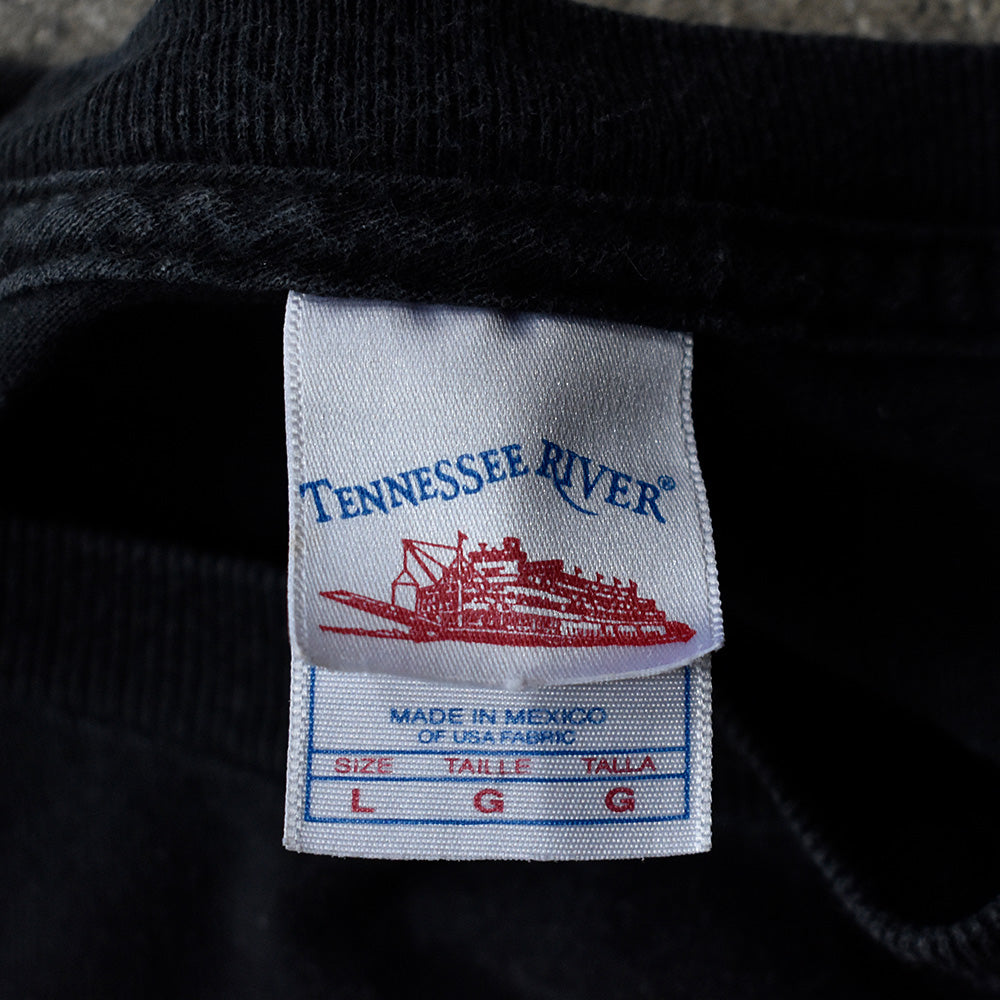 TENNESSEE RIVER®
MADE IN MEXICO
OF USA FABRIC
SIZE TAILLE TALLA
L G G